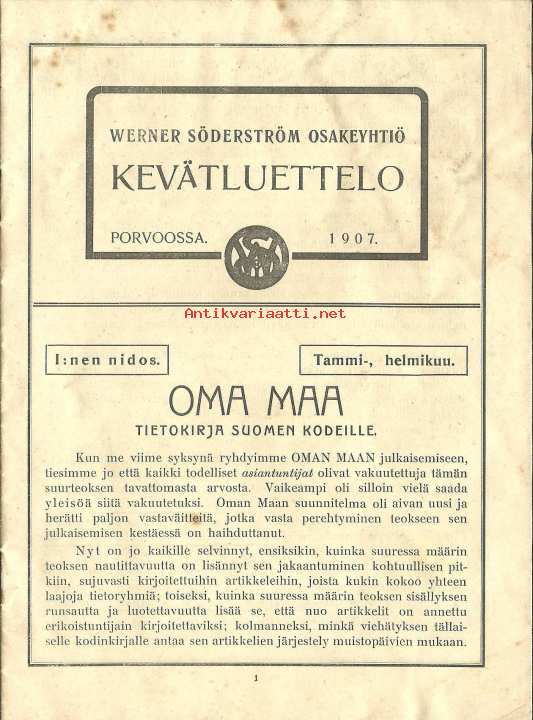 WERNER SÖDERSTRÖM OSAKEYHTIÖ
KEVÄTLUETTELO
PORVOOSSA. 1907.
WSOY
Antikvariaatti.net
I:nen nidos. Tammi-, helmikuu.
OMA MAA
TIETOKIRJA SUOMEN KODEILLE.
Kun me viime syksynä ryhdyimme OMAN MAAN julkaisemiseen,
tiesimme jo että kaikki todelliset asiantuntijat olivat vakuutettuja tämän
suurteoksen tavattomasta arvosta. Vaikeampi oli silloin vielä saada
yleisöä siitä vakuutetuksi. Oman Maan suunnitelma oli aivan uusi ja
herätti paljon vastaväitteitä, jotka vasta perehtyminen teokseen sen
julkaisemisen kestäessä on haihduttanut.
Nyt on jo kaikille selvinnyt, ensiksikin, kuinka suuressa määrin
teoksen nautittavuutta on lisännyt sen jakaantuminen kohtuullisen pit-
kiin, sujuvasti kirjoitettuihin artikkeleihin, joista kukin kokoo yhteen
laajoja tietoryhmiä; toiseksi, kuinka suuressa määrin teoksen sisällyksen
runsautta ja luotettavuutta lisää se, että nuo artikkelit on annettu
erikoistuntijain kirjoitettaviksi; kolmanneksi, minkä viehätyksen tällai-
selle kodinkirjalle antaa sen artikkelien järjestely muistopäivien mukaan.
1